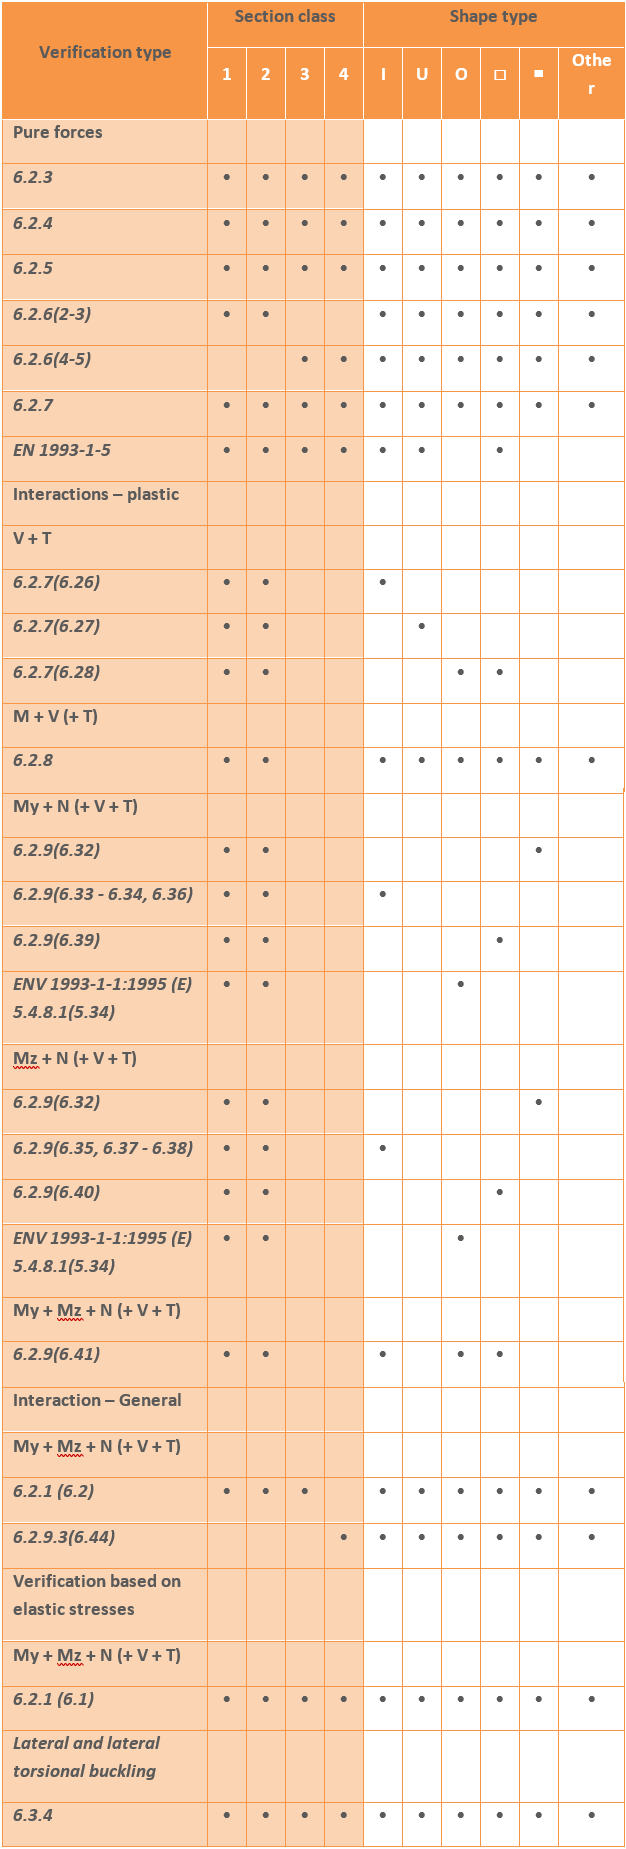 Verification type Section class Shape type
1 2 3 4 I U O □ ■ Othe
r
Pure forces
6.2.3 • • • • • • • • • •
6.2.4 • • • • • • • • • •
6.2.5 • • • • • • • • • •
6.2.6(2-3) • • • • • • • •
6.2.6(4-5) • • • • • • • •
6.2.7 • • • • • • • • • •
EN 1993-1-5 • • • • • • •
Interactions – plastic
V + T
6.2.7(6.26) • • •
6.2.7(6.27) • • •
6.2.7(6.28) • • • •
M + V (+ T)
6.2.8 • • • • • • • •
My + N (+ V + T)
6.2.9(6.32) • • •
6.2.9(6.33 - 6.34, 6.36) • • •
6.2.9(6.39) • • •
ENV 1993-1-1:1995 (E) • • •
5.4.8.1(5.34)
Mz + N (+ V + T)
6.2.9(6.32) • • •
6.2.9(6.35, 6.37 - 6.38) • • •
6.2.9(6.40) • • •
ENV 1993-1-1:1995 (E) • • •
5.4.8.1(5.34)
My + Mz + N (+ V + T)
6.2.9(6.41) • • • • •
Interaction – General
My + Mz + N (+ V + T)
6.2.1 (6.2) • • • • • • • • •
6.2.9.3(6.44) • • • • • • •
Verification based on
elastic stresses
My + Mz + N (+ V + T)
6.2.1 (6.1) • • • • • • • • • •
Lateral and lateral
torsional buckling
6.3.4 • • • • • • • • • •